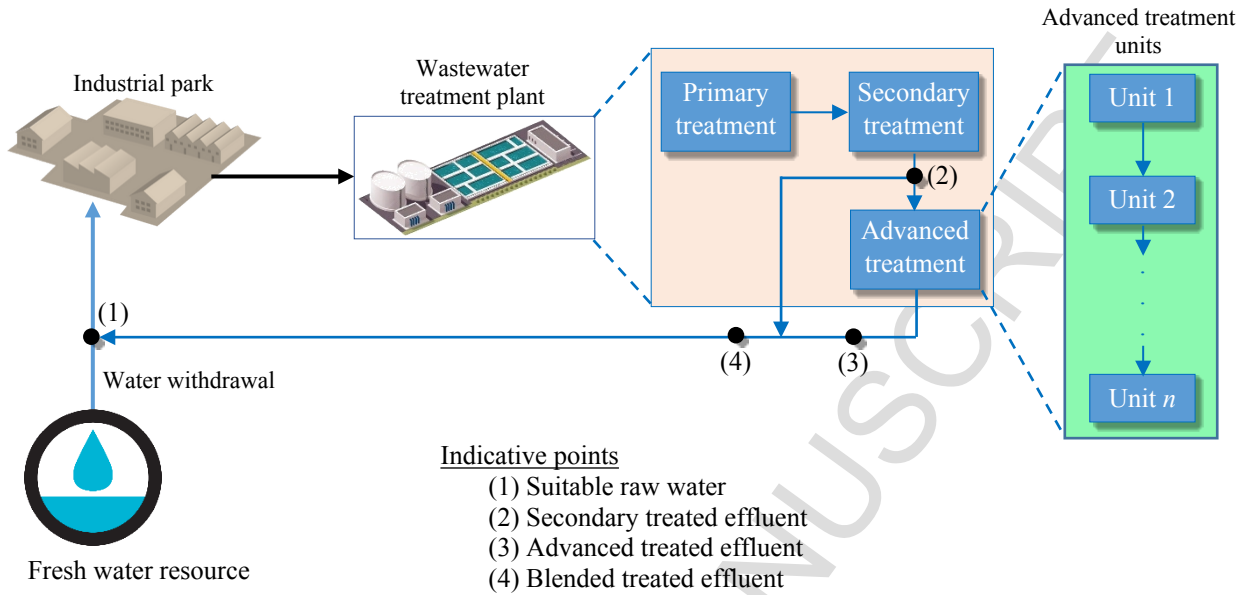 Advanced treatment
units
Industrial park
Wastewater
treatment plant
Primary
treatment
Secondary
treatment
Unit 1
(2)
Unit 2
Advanced
treatment
.
.
.
.
(1)
(4)
(3)
Water withdrawal
Unit n
Indicative points
(1) Suitable raw water
(2) Secondary treated effluent
(3) Advanced treated effluent
(4) Blended treated effluent
Fresh water resource
NUSCRIPT